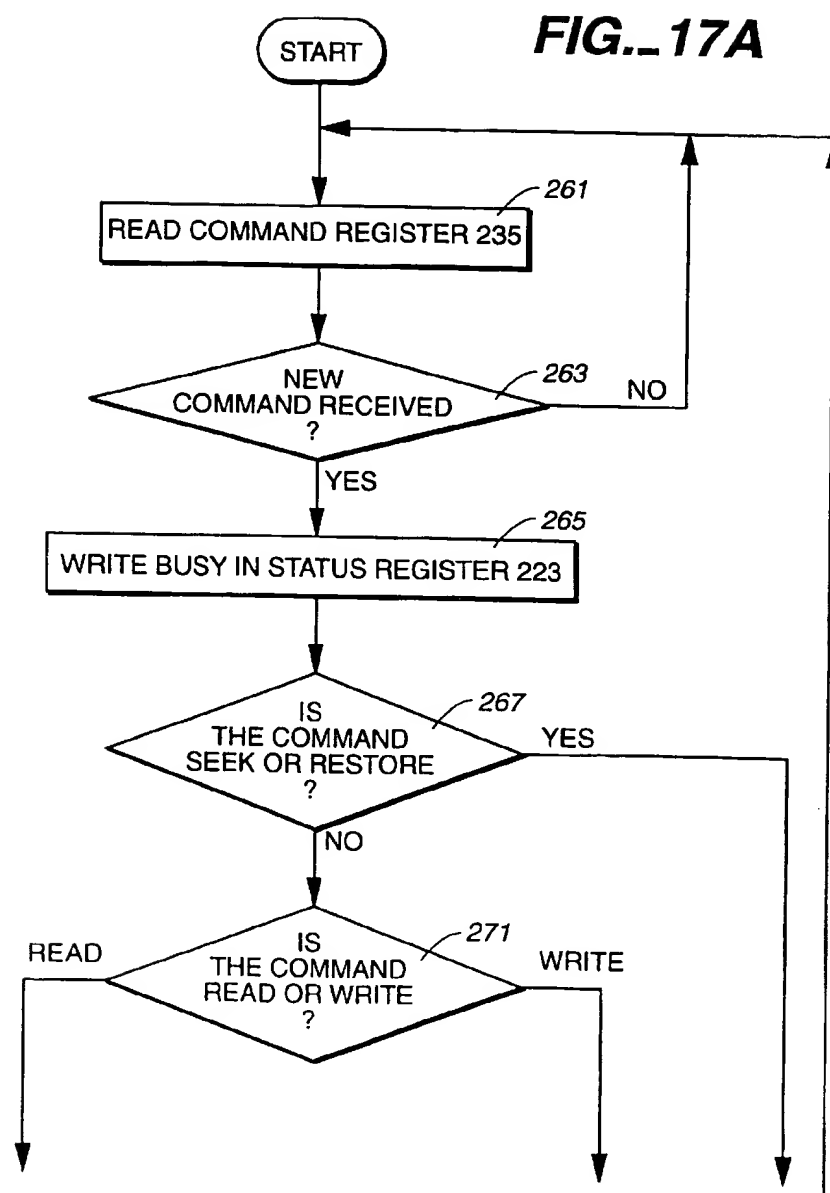 FIG._17A
START
261
READ COMMAND REGISTER 235
NEW
COMMAND RECEIVED
?
263
NO
YES
265
WRITE BUSY IN STATUS REGISTER 223
IS
THE COMMAND
SEEK OR RESTORE
?
267
YES
NO
IS
THE COMMAND
READ OR WRITE
?
271
READ
WRITE